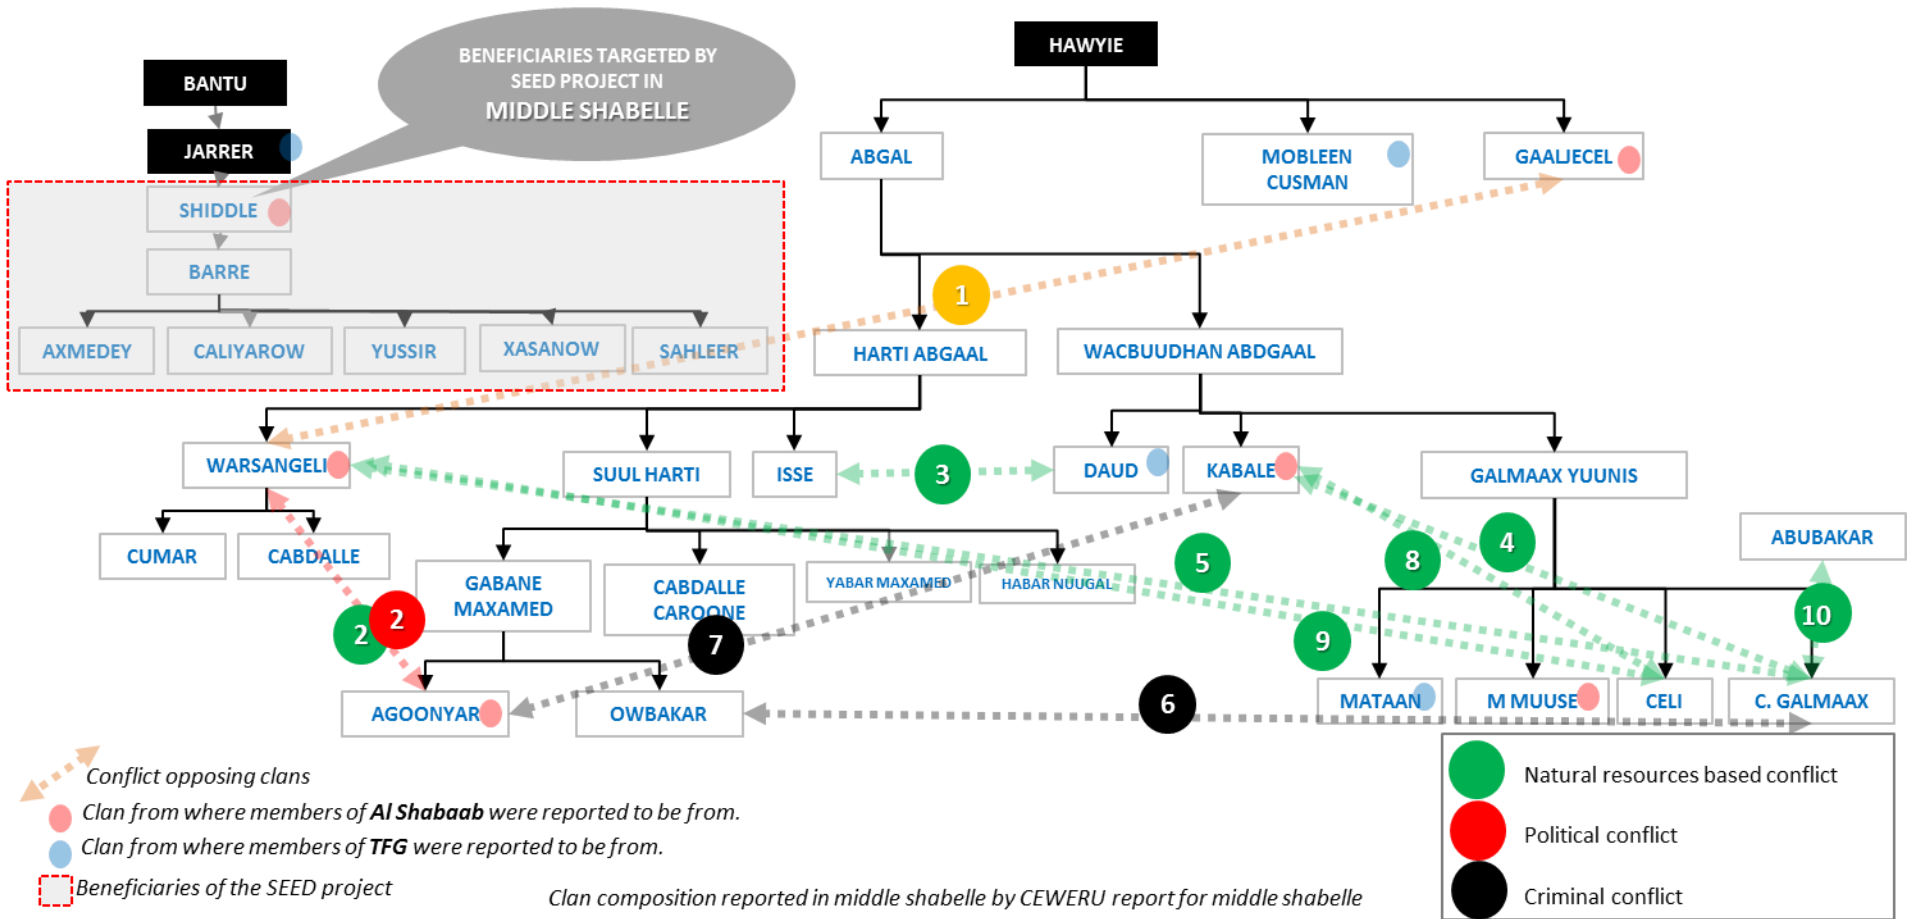 BENEFICIARIES TARGETED BY
SEED PROJECT IN
MIDDLE SHABELLE
HAWYIE
BANTU
JARRER
ABGAL
MOBLEEN
CUSMAN
GAALJECEL
SHIDDLE
BARRE
1
AXMEDEY
CALIYAROW
YUSSIR
XASANOW
SAHLEER
HARTI ABGAAL
WACBUUDHAN ABDGAAL
WARSANGELI
SUUL HARTI
ISSE
3
DAUD
KABALE
GALMAAX YUUNIS
CUMAR
CABDALLE
GABANE
MAXAMED
CABDALLE
CAROONE
YABAR MAXAMED
HABAR NUUGAL
5
8
4
ABUBAKAR
2
2
7
9
10
AGOONYAR
OWBAKAR
6
MATAAN
M MUUSE
CELI
C. GALMAAX
Conflict opposing clans
Clan from where members of Al Shabaab were reported to be from.
Clan from where members of TFG were reported to be from.
Beneficiaries of the SEED project
Clan composition reported in middle shabelle by CEWERU report for middle shabelle
Natural resources based conflict
Political conflict
Criminal conflict